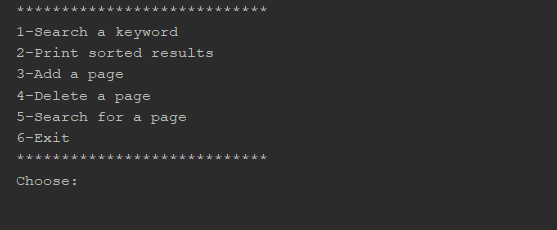 ****************************
1-Search a keyword
2-Print sorted results
3-Add a page
4-Delete a page
5-Search for a page
6-Exit
****************************
Choose: